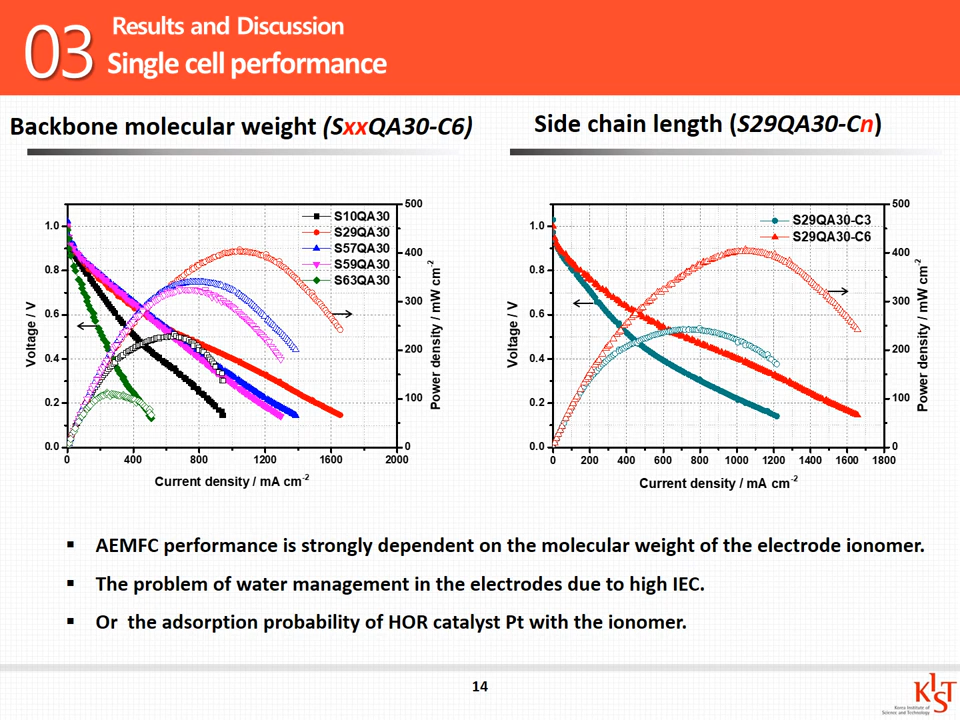 03
Results and Discussion
Single cell performance
Backbone molecular weight (SxxQA30-C6)
Side chain length (S29QA30-Cn)
S10QA30
S29QA30
S57QA30
S59QA30
S63QA30
1.0
0.8
0.6
0.4
0.2
0.0
500
400
300
200
100
0
0 400 800 1200 1600 2000
Voltage / V
Power density / mW cm-2
Current density / mA cm-2
S29QA30-C3
S29QA30-C6
1.0
0.8
0.6
0.4
0.2
0.0
500
400
300
200
100
0
0 200 400 600 800 1000 1200 1400 1600 1800
Voltage / V
Power density / mW cm-2
Current density / mA cm-2
▪ AEMFC performance is strongly dependent on the molecular weight of the electrode ionomer.
▪ The problem of water management in the electrodes due to high IEC.
▪ Or the adsorption probability of HOR catalyst Pt with the ionomer.
14
KIST
Korea Institute of
Science and Technology